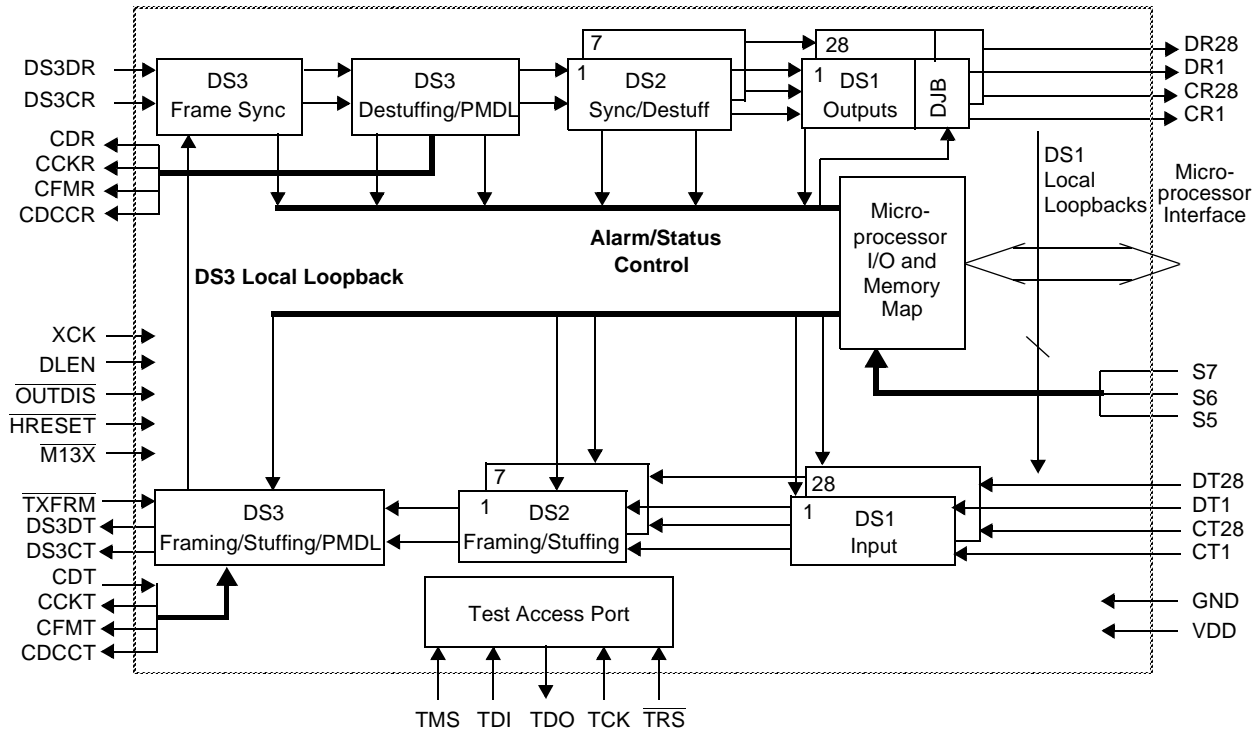 7
28
DS3DR
DS3
Frame Sync
DS3
Destuffing/PMDL
1
DS2
Sync/Destuff
1
DS1
Outputs
DJB
DR28
DR1
CR28
CR1
DS3CR
CDR
CCKR
CFMR
CDCCR
DS1
Local
Loopbacks
Micro-
processor
Interface
Micro-
processor
I/O and
Memory
Map
Alarm/Status
Control
DS3 Local Loopback
XCK
DLEN
OUTDIS
HRESET
M13X
S7
S6
S5
TXFRM
DS3DT
DS3CT
CDT
CCKT
CFMT
CDCCT
DS3
Framing/Stuffing/PMDL
7
1
DS2
Framing/Stuffing
28
1
DS1
Input
DT28
DT1
CT28
CT1
GND
VDD
Test Access Port
TMS
TDI
TDO
TCK
TRS